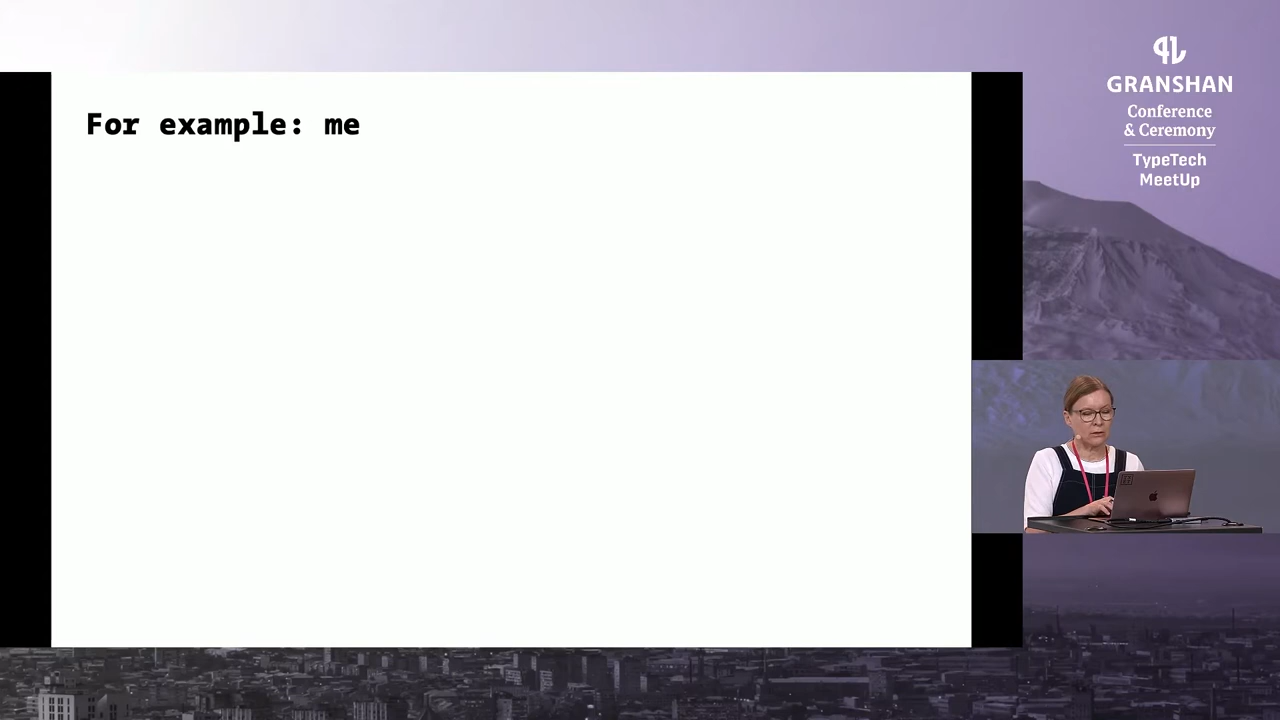 For example: me
GRANSHAN
Conference
& Ceremony
TypeTech
MeetUp